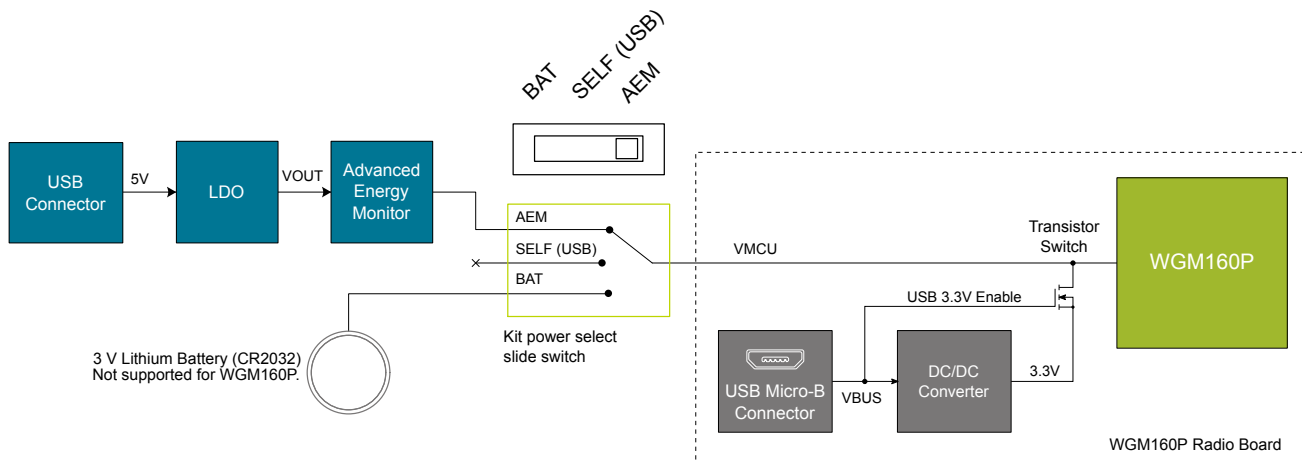 BAT
SELF (USB)
AEM
USB
Connector
5V
LDO
VOUT
Advanced
Energy
Monitor
AEM
SELF (USB)
BAT
Kit power select
slide switch
3 V Lithium Battery (CR2032)
Not supported for WGM160P.
VMCU
Transistor
Switch
WGM160P
USB 3.3V Enable
USB Micro-B
Connector
VBUS
DC/DC
Converter
3.3V
WGM160P Radio Board